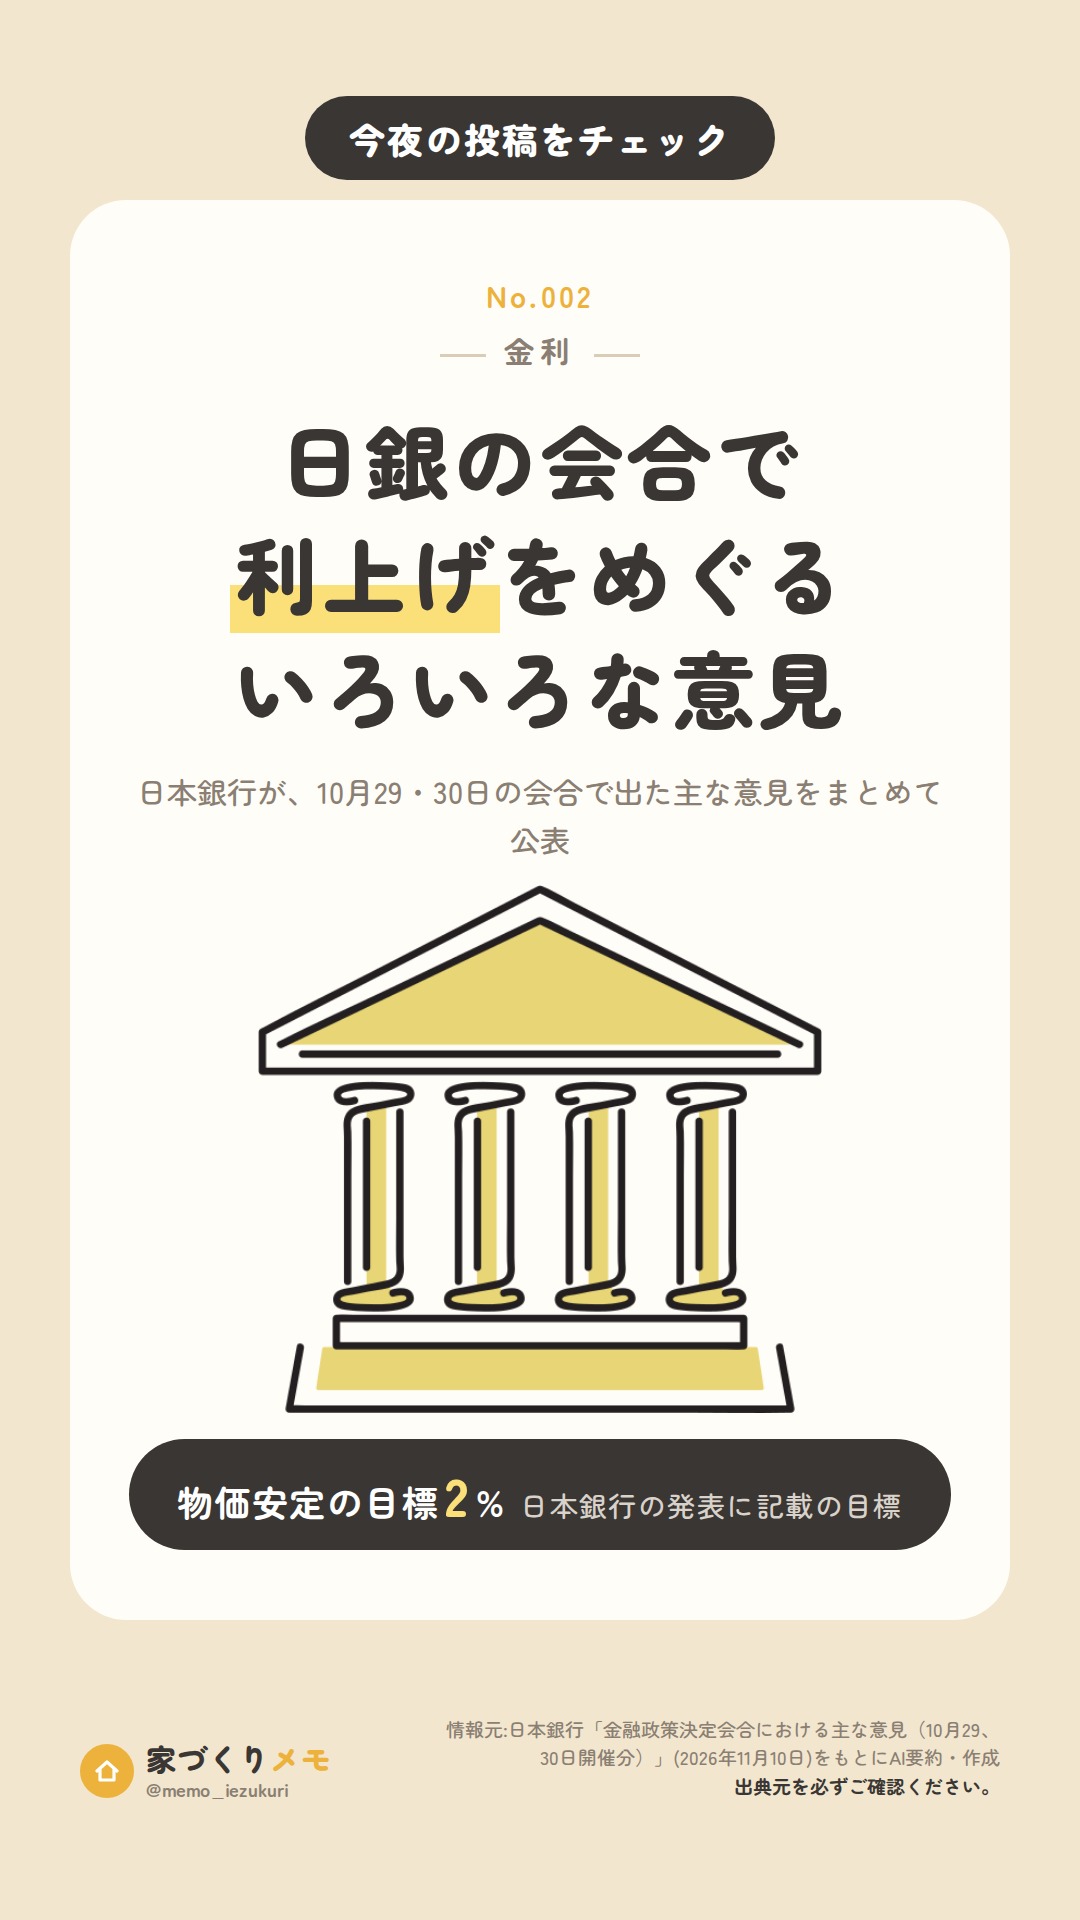 今夜の投稿をチェック
No.002
金利
日銀の会合で
利上げをめぐる
いろいろな意見
日本銀行が、10月29・30日の会合で出た主な意見をまとめて
公表
物価安定の目標2% 日本銀行の発表に記載の目標
家づくりメモ
@memo_iezukuri
情報元:日本銀行「金融政策決定会合における主な意見（10月29、
30日開催分）」(2026年11月10日)をもとにAI要約・作成
出典元を必ずご確認ください。